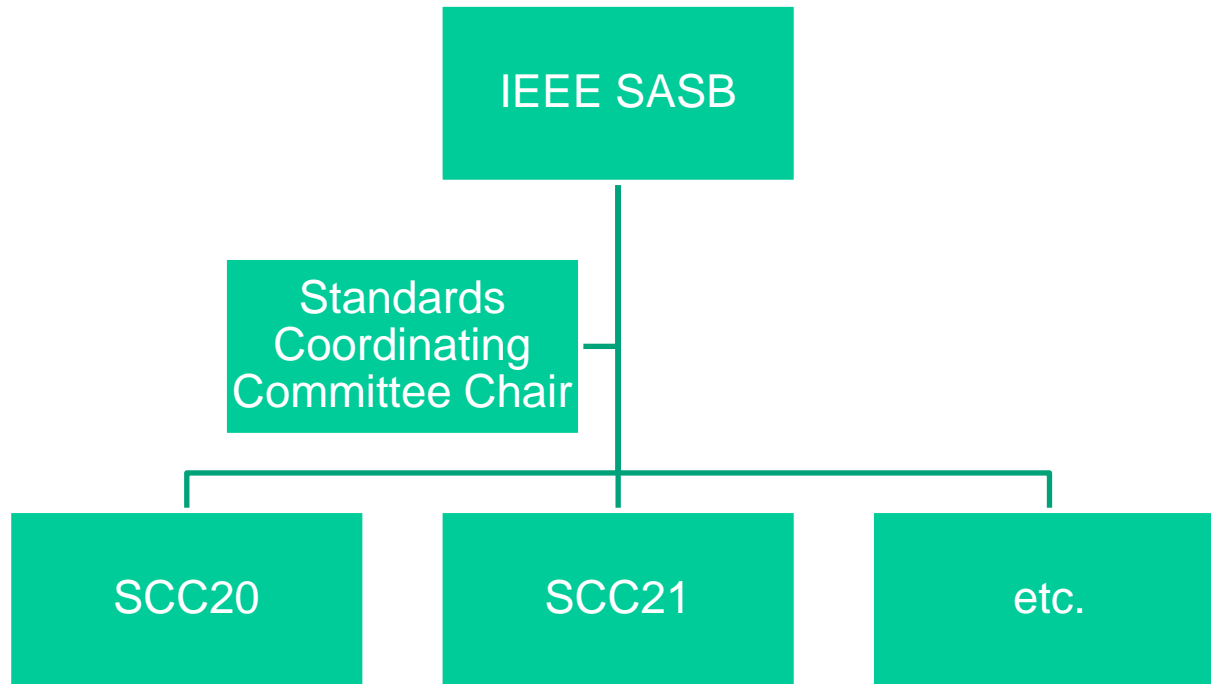 IEEE SASB
Standards
Coordinating
Committee Chair
SCC20
SCC21
etc.